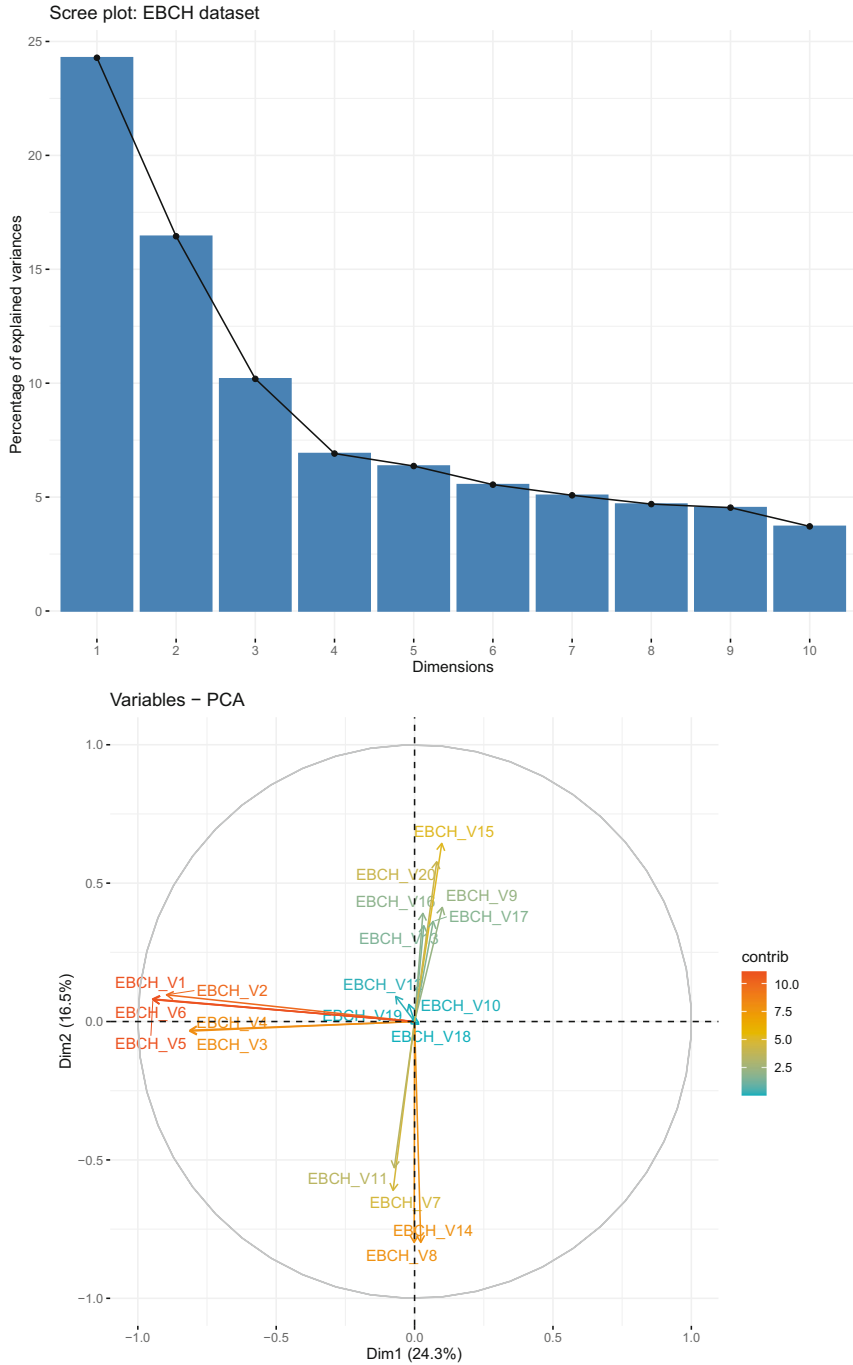 Scree plot: EBCH dataset
Percentage of explained variances
25
20
15
10
5
0
1 2 3 4 5 6 7 8 9 10
Dimensions
Variables − PCA
Dim2 (16.5%)
1.0
0.5
0.0
−0.5
−1.0
EBCH_V15
EBCH_V20
EBCH_V9
EBCH_V16
EBCH_V17
EBCH_V1
EBCH_V2
EBCH_V10
EBCH_V6
EBCH_V19
EBCH_V4
EBCH_V5
EBCH_V3
EBCH_V18
EBCH_V11
EBCH_V7
EBCH_V14
EBCH_V8
contrib
10.0
7.5
5.0
2.5
−1.0 −0.5 0.0 0.5 1.0
Dim1 (24.3%)